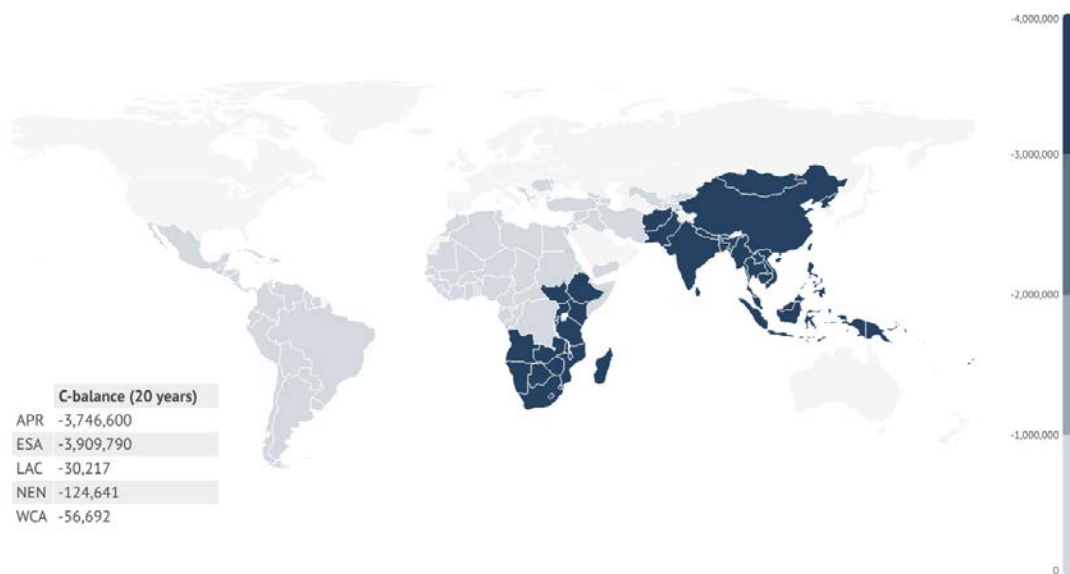 -4,000,000
-3,000,000
-2,000,000
-1,000,000
0
C-balance (20 years)
APR -3,746,600
ESA -3,909,790
LAC -30,217
NEN -124,641
WCA -56,692